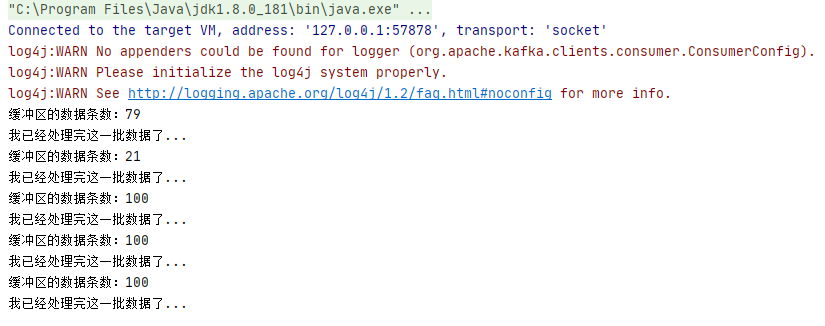 "C:\Program Files\Java\jdk1.8.0_181\bin\java.exe" ...
Connected to the target VM, address: '127.0.0.1:57878', transport: 'socket'
log4j:WARN No appenders could be found for logger (org.apache.kafka.clients.consumer.ConsumerConfig).
log4j:WARN Please initialize the log4j system properly.
log4j:WARN See http://logging.apache.org/log4j/1.2/faq.html#noconfig for more info.
缓冲区的数据条数：79
我已经处理完这一批数据了...
缓冲区的数据条数：21
我已经处理完这一批数据了...
缓冲区的数据条数：100
我已经处理完这一批数据了...
缓冲区的数据条数：100
我已经处理完这一批数据了...
缓冲区的数据条数：100
我已经处理完这一批数据了...